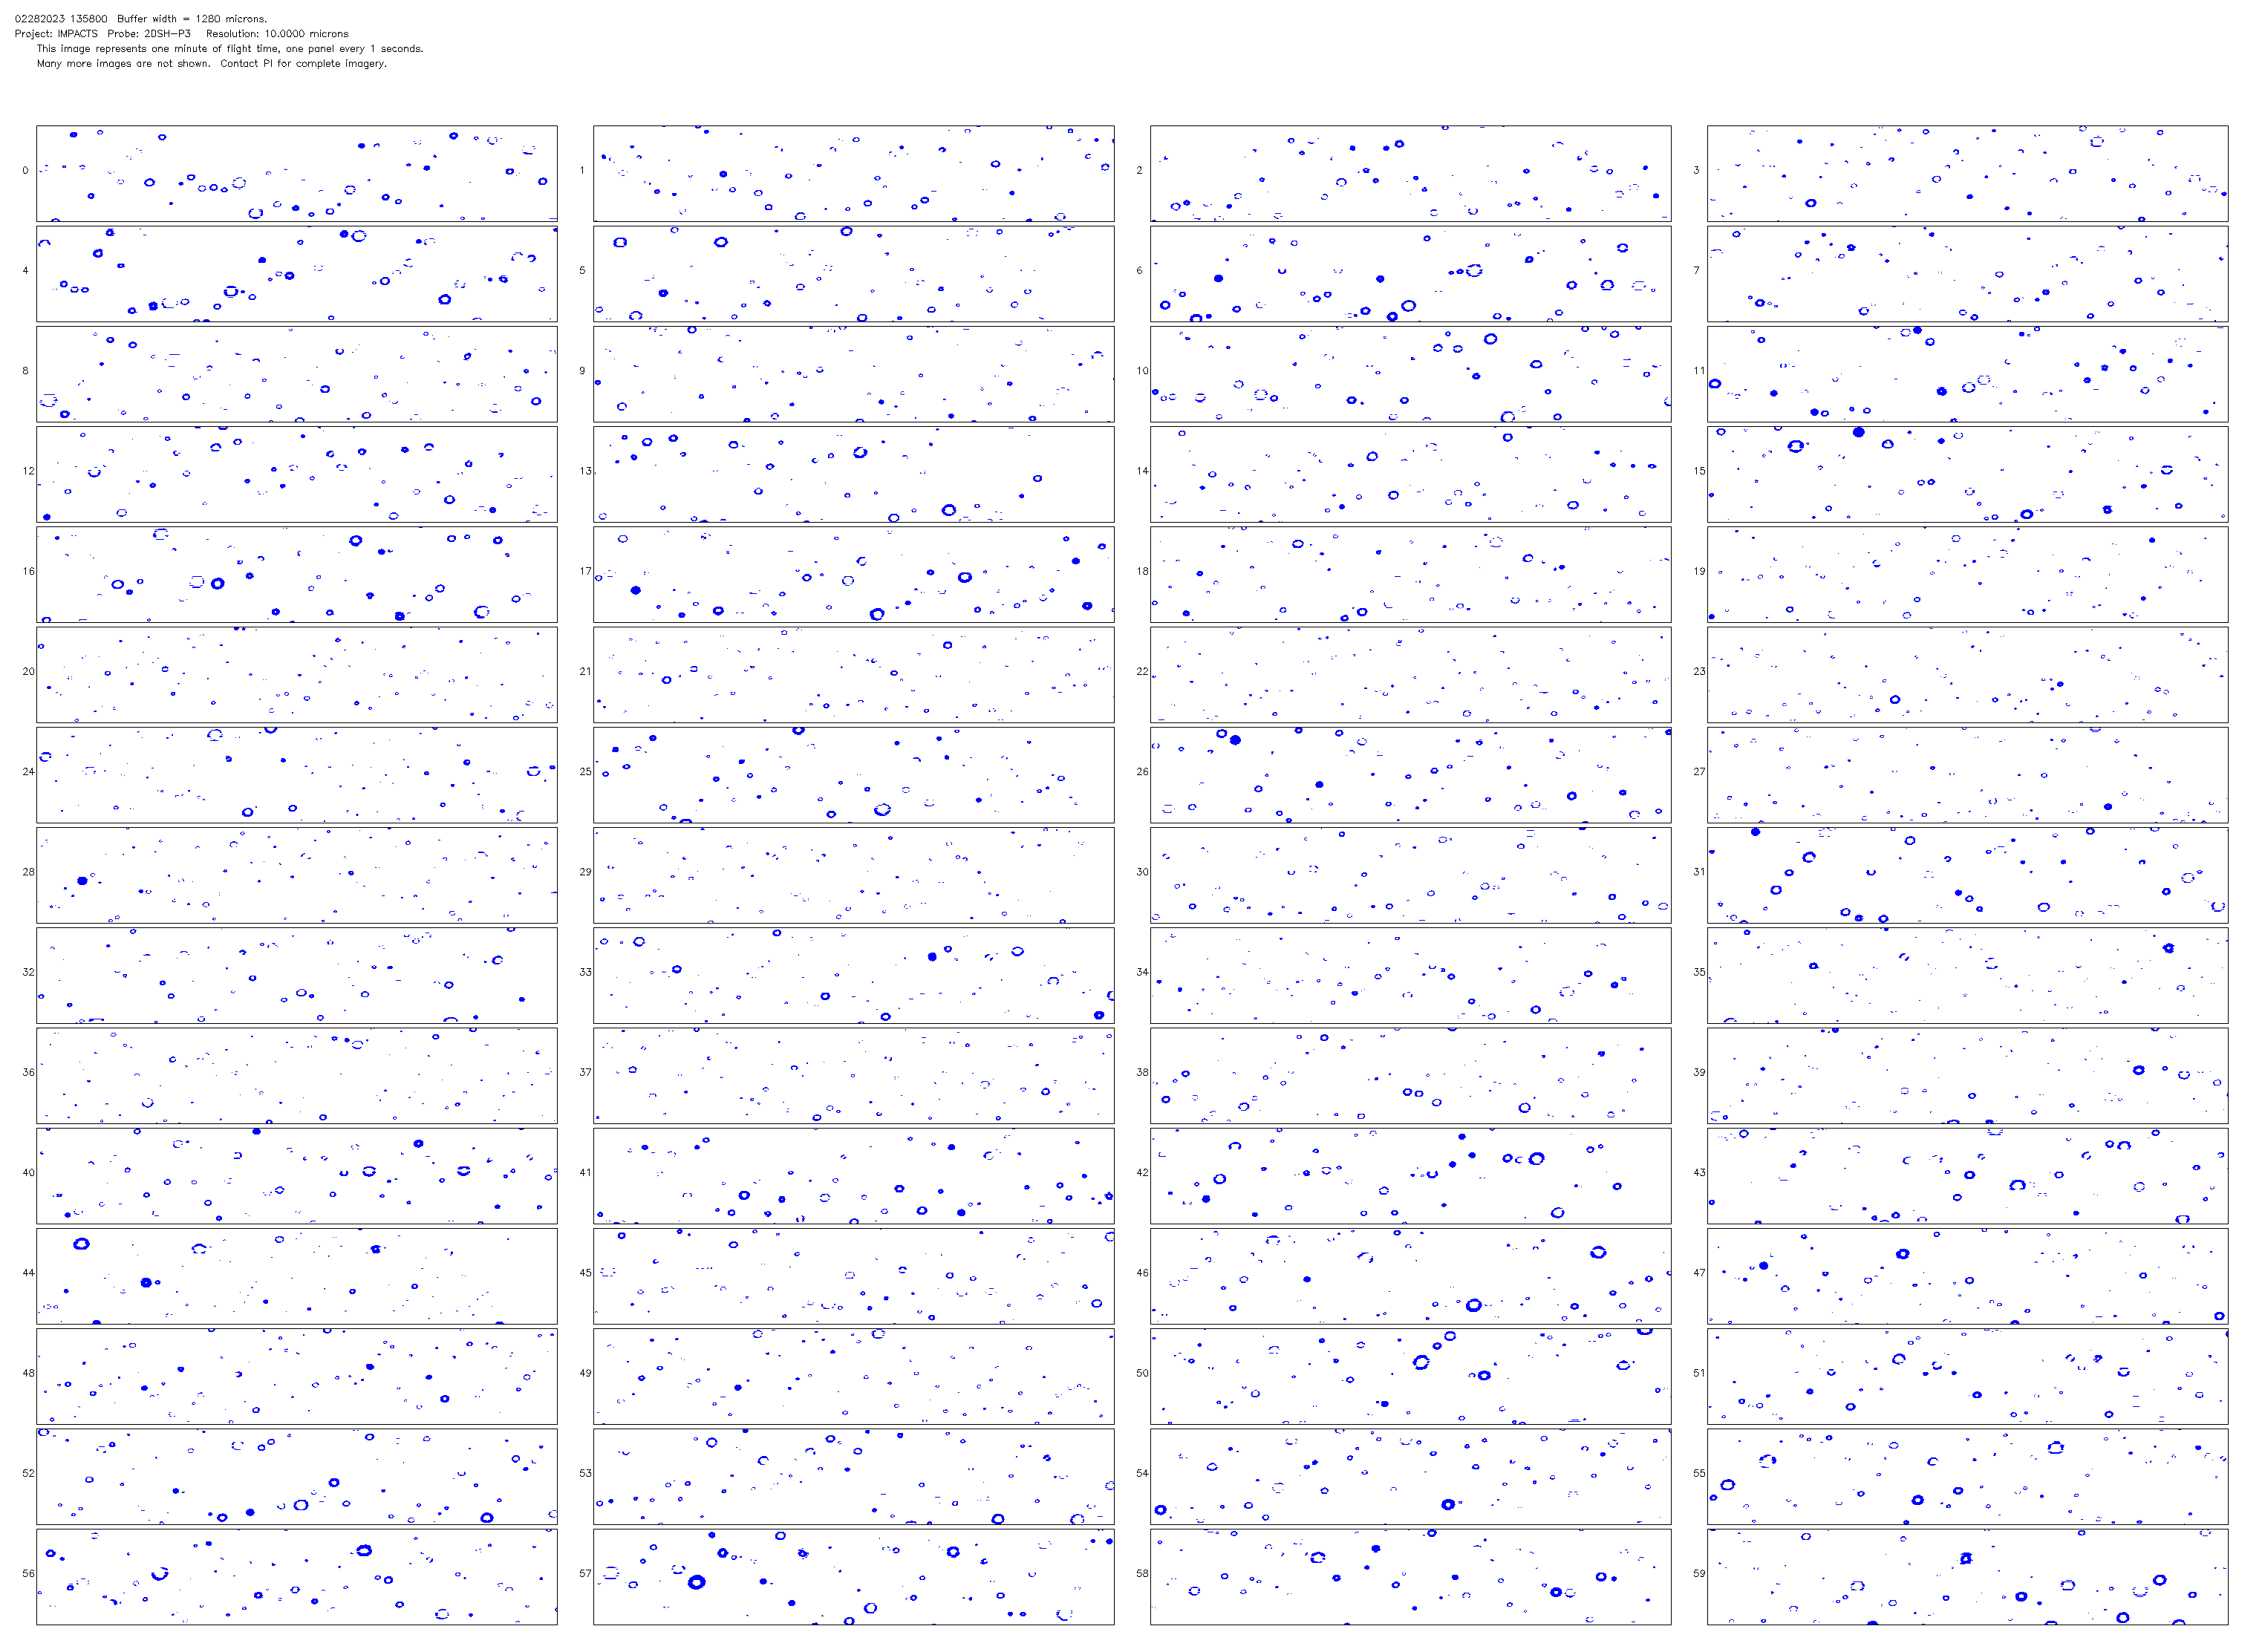 02282023 135800  Buffer width = 1280 microns.
Project: IMPACTS  Probe: 2DSH-P3    Resolution: 10.0000 microns
This image represents one minute of flight time, one panel every 1 seconds.
Many more images are not shown.  Contact PI for complete imagery.
0 1 2 3
4 5 6 7
8 9 10 11
12 13 14 15
16 17 18 19
20 21 22 23
24 25 26 27
28 29 30 31
32 33 34 35
36 37 38 39
40 41 42 43
44 45 46 47
48 49 50 51
52 53 54 55
56 57 58 59